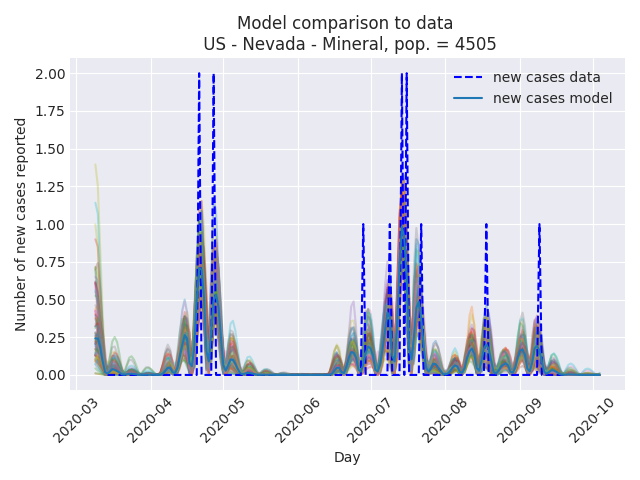 Model comparison to data
US - Nevada - Mineral, pop. = 4505
new cases data
new cases model
Number of new cases reported
2.00
1.75
1.50
1.25
1.00
0.75
0.50
0.25
0.00
2020-03
2020-04
2020-05
2020-06
2020-07
2020-08
2020-09
2020-10
Day